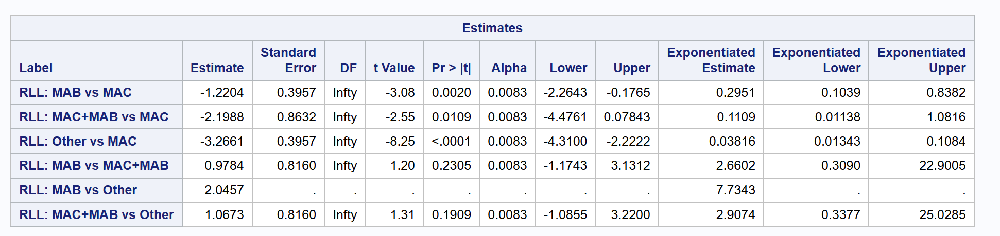 Estimates
Label Estimate Standard Error DF t Value Pr > |t| Alpha Lower Upper Exponentiated Estimate Exponentiated Lower Exponentiated Upper
RLL: MAB vs MAC -1.2204 0.3957 Infty -3.08 0.0020 0.0083 -2.2643 -0.1765 0.2951 0.1039 0.8382
RLL: MAC+MAB vs MAC -2.1988 0.8632 Infty -2.55 0.0109 0.0083 -4.4761 0.07843 0.1109 0.01138 1.0816
RLL: Other vs MAC -3.2661 0.3957 Infty -8.25 <.0001 0.0083 -4.3100 -2.2222 0.03816 0.01343 0.1084
RLL: MAB vs MAC+MAB 0.9784 0.8160 Infty 1.20 0.2305 0.0083 -1.1743 3.1312 2.6602 0.3090 22.9005
RLL: MAB vs Other 2.0457 . . . . . . . 7.7343 . .
RLL: MAC+MAB vs Other 1.0673 0.8160 Infty 1.31 0.1909 0.0083 -1.0855 3.2200 2.9074 0.3377 25.0285